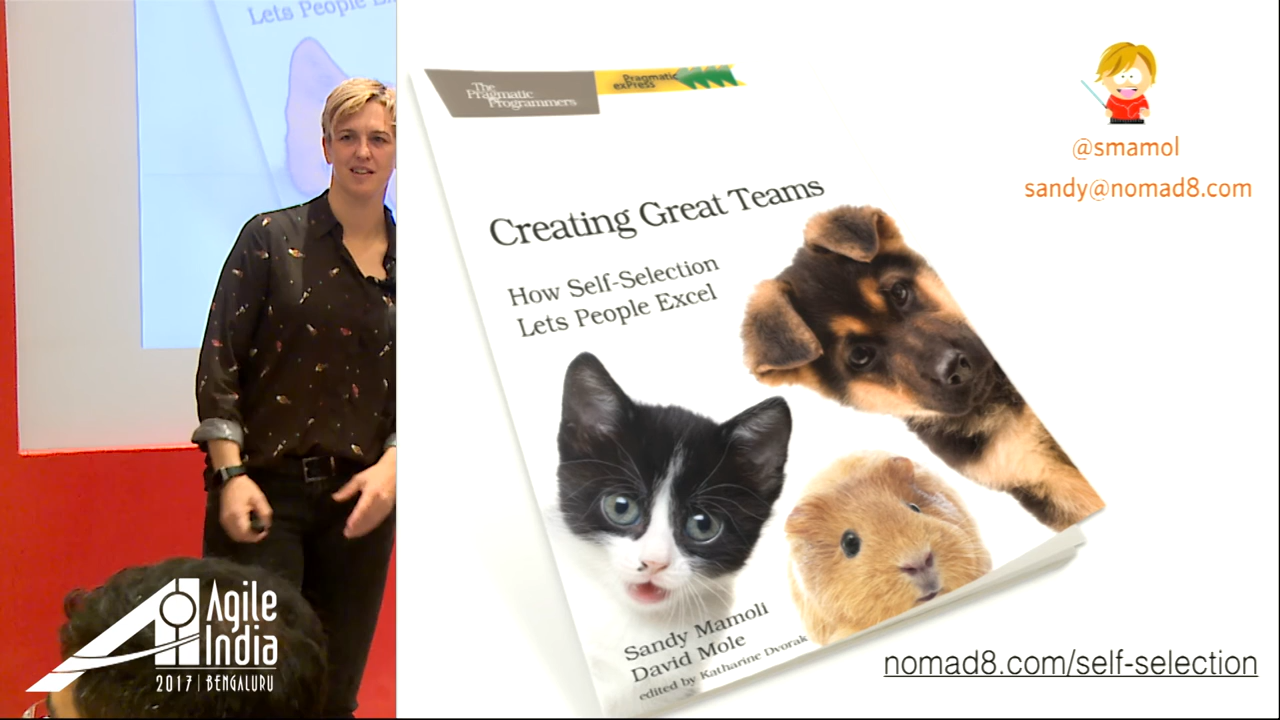 Lets People Ex
The
Pragmatic
Programmers
Pragmatic
exPress
@smamol
sandy@nomad8.com
Creating Great Teams
How Self-Selection
Lets People Excel
Sandy Mamoli
David Mole
edited by Katharine Dvorak
nomad8.com/self-selection
Agile
India
2017 | BENGALURU